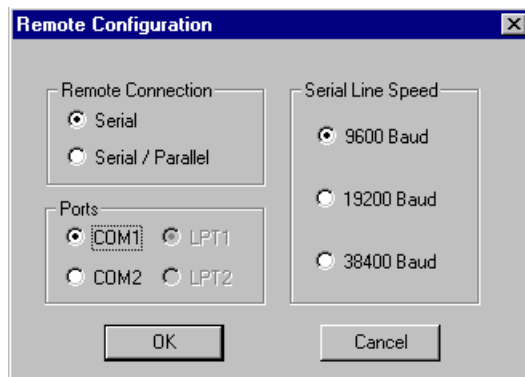 Remote Configuration
Remote Connection
Serial
Serial / Parallel
Ports
COM1 LPT1
COM2 LPT2
Serial Line Speed
9600 Baud
19200 Baud
38400 Baud
OK
Cancel